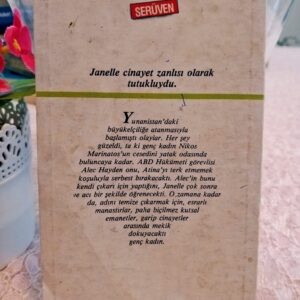 SERÜVEN
Janelle cinayet zanlısı olarak
tutukluydu.
Yunanistan'daki
büyükelçiliğe atanmasıyla
başlamıştı olaylar. Her şey
güzeldi, ta ki genç kadın Nikos
Marinatos'un cesedini yatak odasında
buluncaya kadar. ABD Hükümeti görevlisi
Alec Hayden onu, Atina'yı terk etmemek
koşuluyla serbest bırakacaktı. Alec'in bunu
kendi çıkarı için yaptığını, Janelle çok sonra
ve acı bir şekilde öğrenecekti. O zamana kadar
da, adını temize çıkarmak için, esrarlı
manastırlar, paha biçilmez kutsal
emanetler, garip cinayetler
arasında mekik
dokuyacaktı
genç kadın.